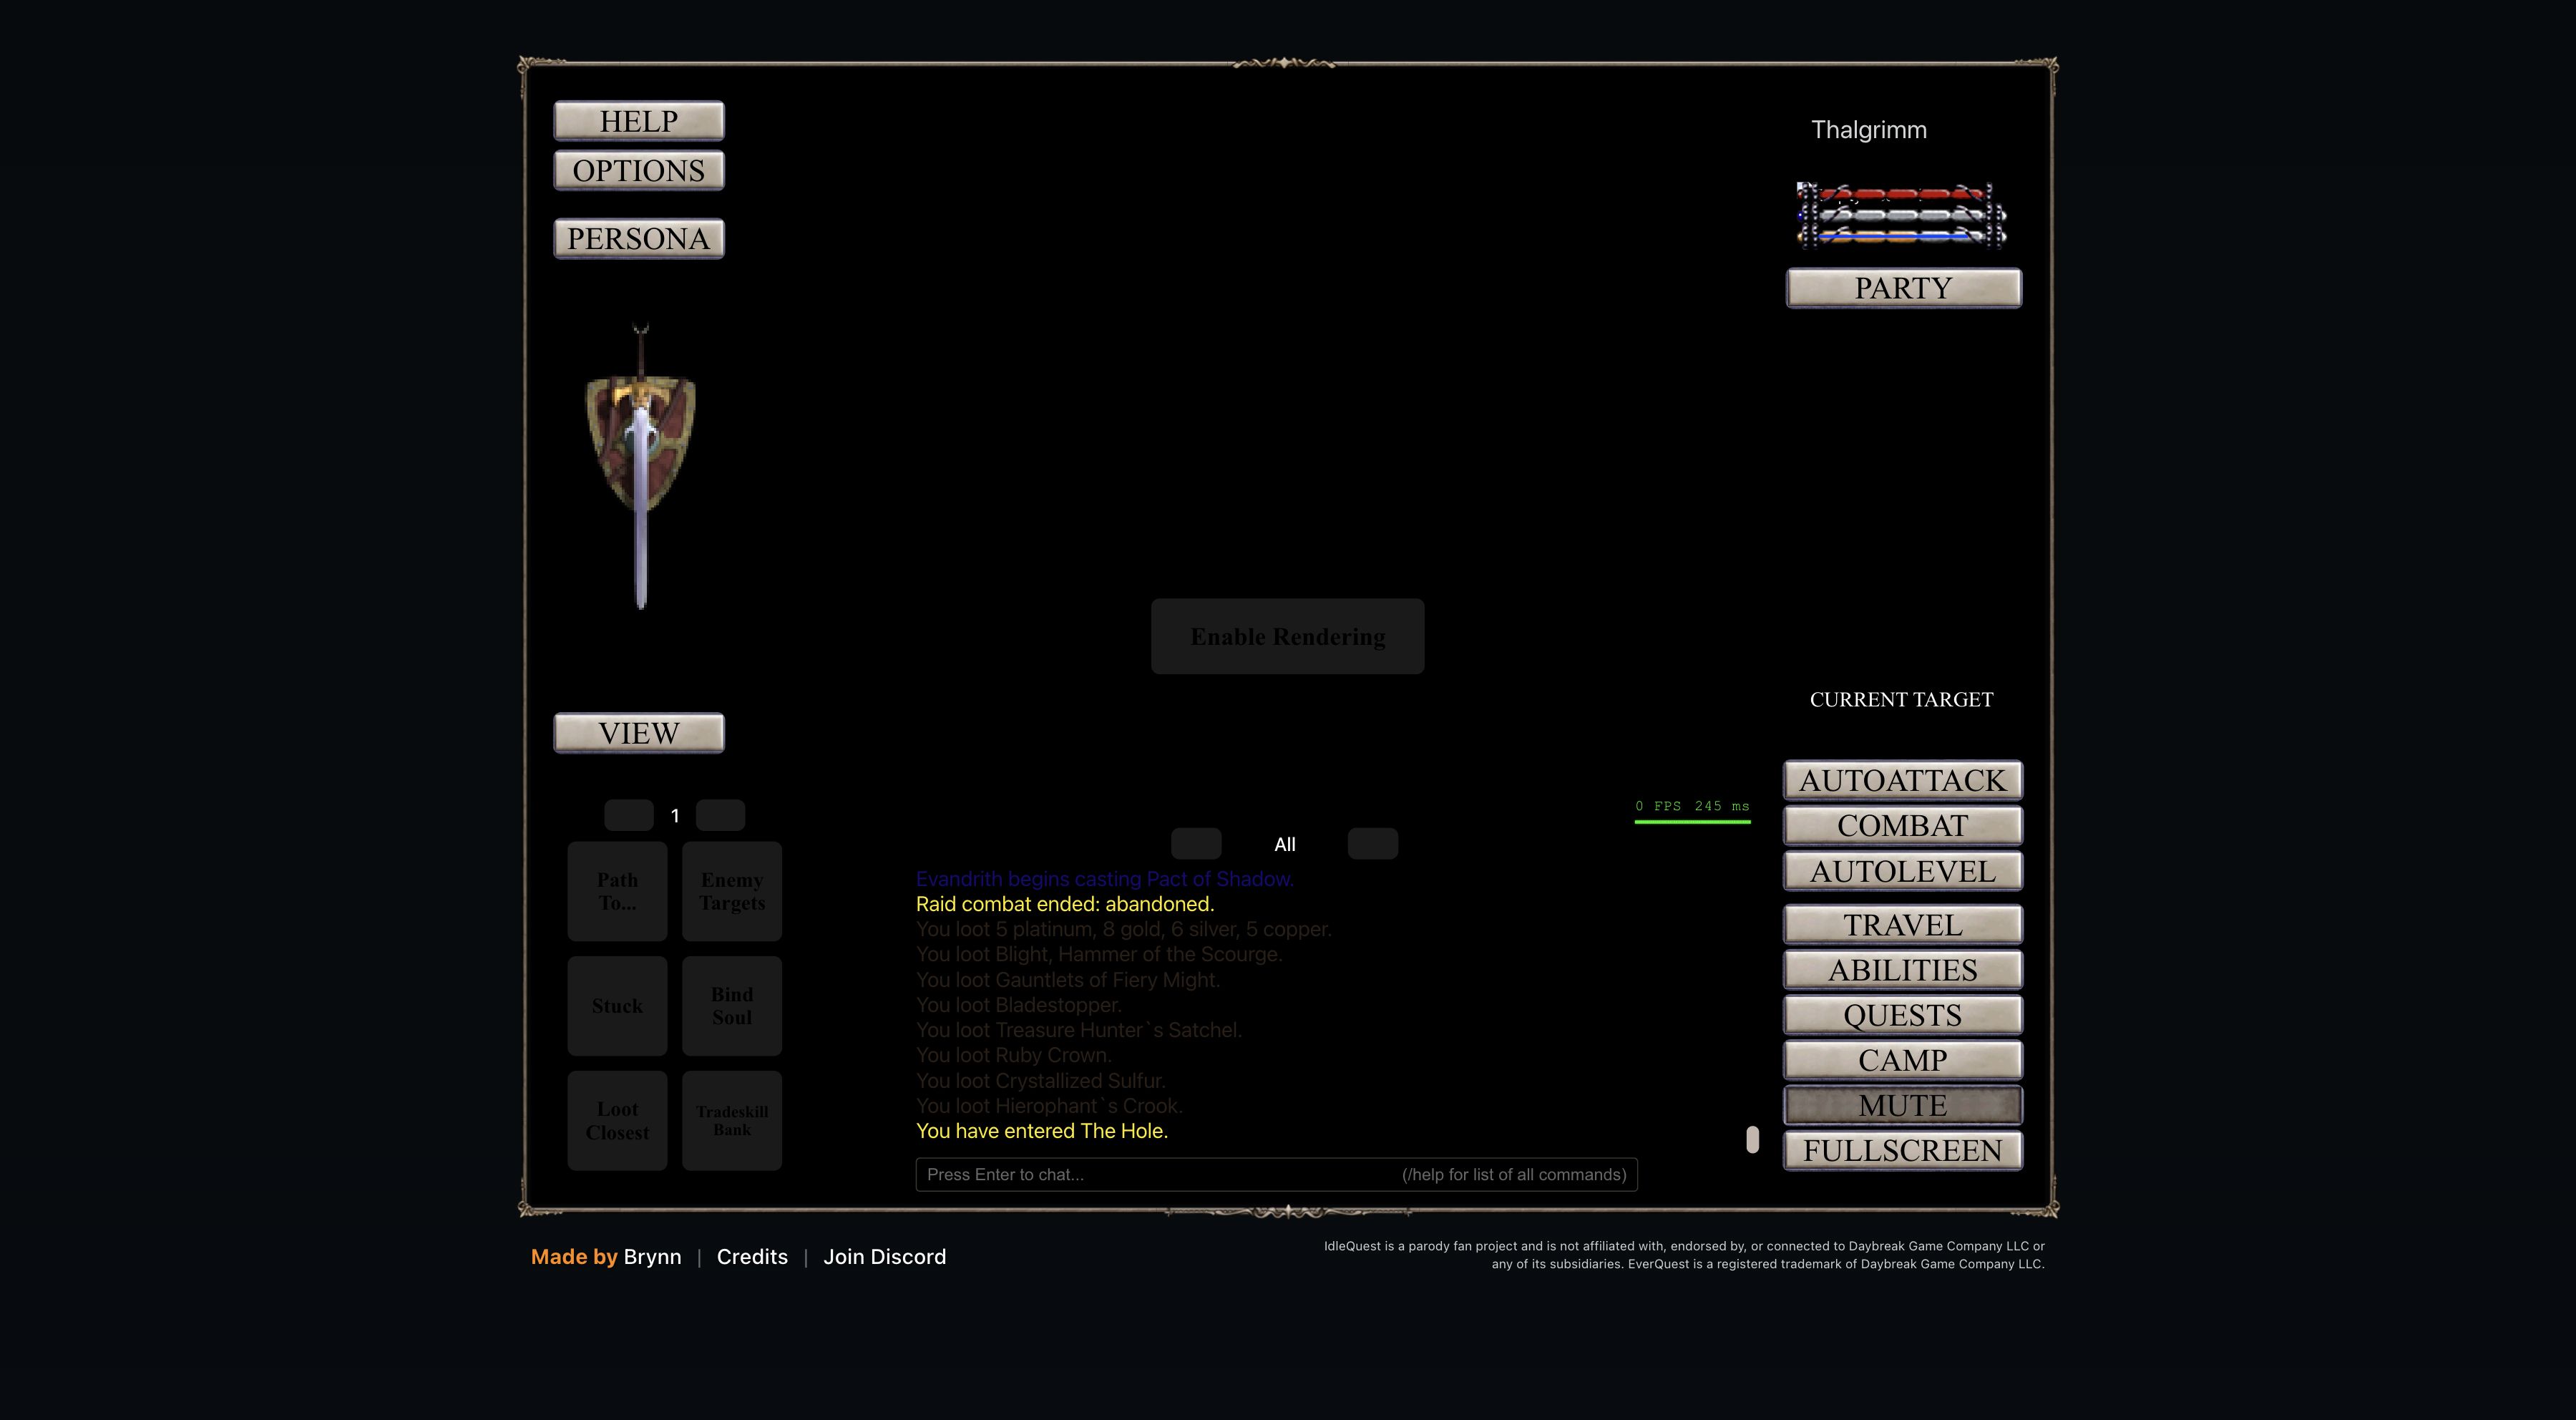 HELP
OPTIONS
PERSONA
Thalgrimm
PARTY
Enable Rendering
CURRENT TARGET
VIEW
AUTOATTACK
COMBAT
AUTOLEVEL
TRAVEL
ABILITIES
QUESTS
CAMP
MUTE
FULLSCREEN
1
Path
To...
Enemy
Targets
Stuck
Bind
Soul
Loot
Closest
Tradeskill
Bank
0 FPS 245 ms
All
Evandrith begins casting Pact of Shadow.
Raid combat ended: abandoned.
You loot 5 platinum, 8 gold, 6 silver, 5 copper.
You loot Blight, Hammer of the Scourge.
You loot Gauntlets of Fiery Might.
You loot Bladestopper.
You loot Treasure Hunter`s Satchel.
You loot Ruby Crown.
You loot Crystallized Sulfur.
You loot Hierophant`s Crook.
You have entered The Hole.
Press Enter to chat... (/help for list of all commands)
Made by Brynn | Credits | Join Discord
IdleQuest is a parody fan project and is not affiliated with, endorsed by, or connected to Daybreak Game Company LLC or
any of its subsidiaries. EverQuest is a registered trademark of Daybreak Game Company LLC.